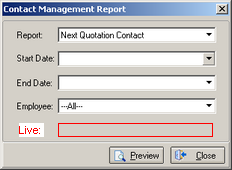 Contact Management Report
Report: Next Quotation Contact
Start Date:
End Date:
Employee: ---All---
Live:
Preview Close